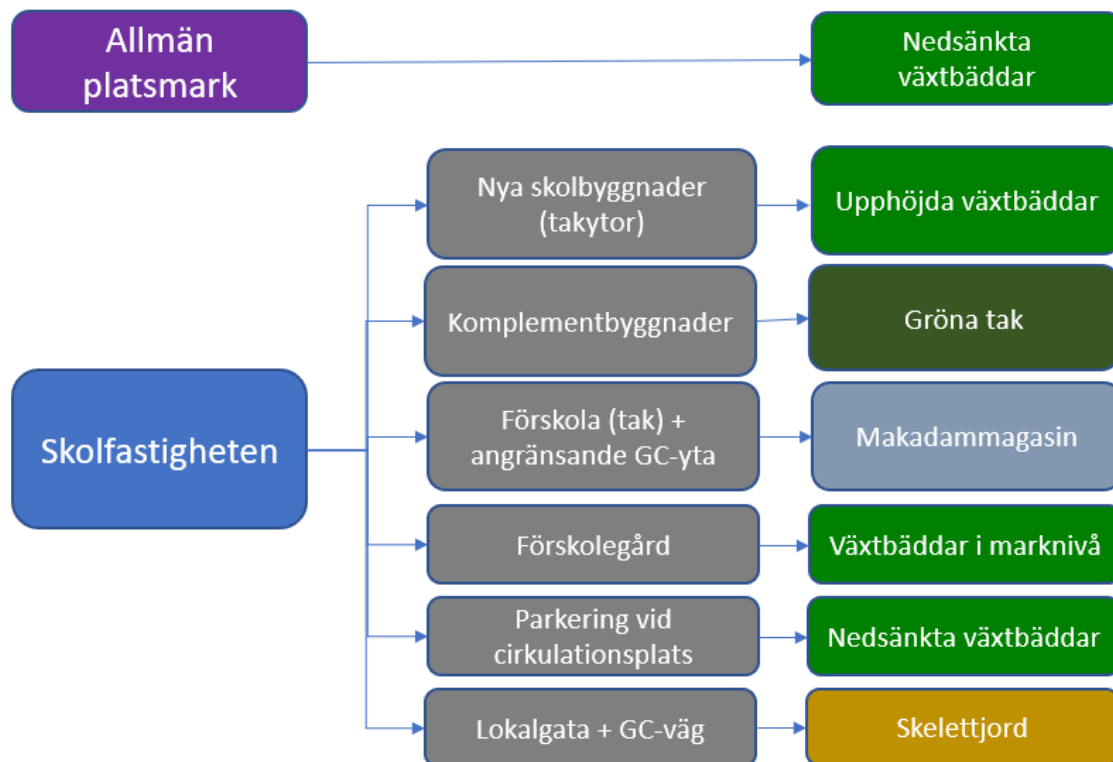 Allmän
platsmark
Nedsänkta
växtbäddar
Nya skolbyggnader
(takytor)
Upphöjda växtbäddar
Komplementbyggnader
Gröna tak
Skolfastigheten
Förskola (tak) +
angränsande GC-yta
Makadammagasin
Förskolegård
Växtbäddar i marknivå
Parkering vid
cirkulationsplats
Nedsänkta växtbäddar
Lokalgata + GC-väg
Skelettjord